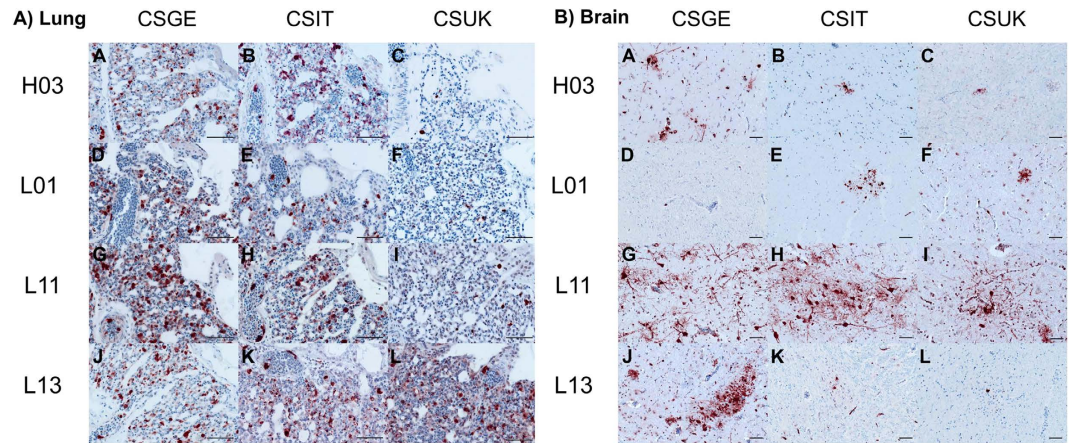 A) Lung CSGE CSIT CSUK
H03 A B C
L01 D E F
L11 G H I
L13 J K L
B) Brain CSGE CSIT CSUK
H03 A B C
L01 D E F
L11 G H I
L13 J K L